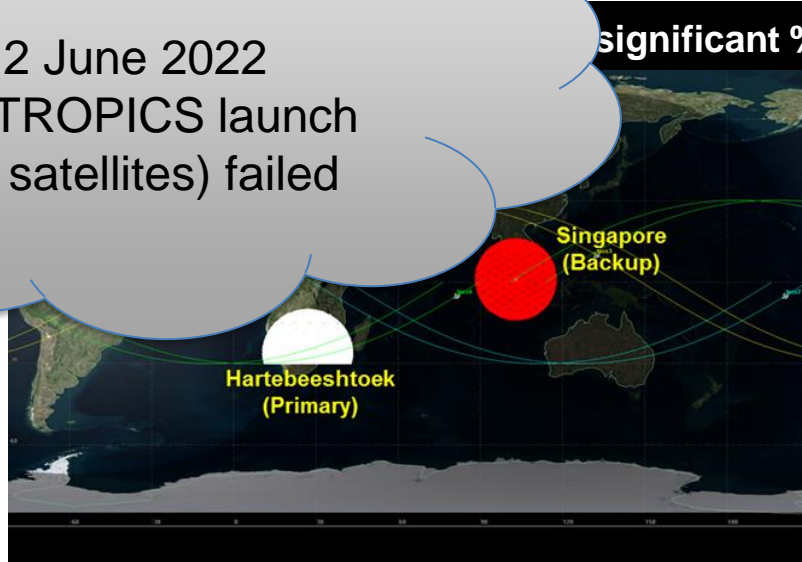 2 June 2022
TROPICS launch
satellites) failed
significant %
Singapore
(Backup)
Hartebeeshtoek
(Primary)